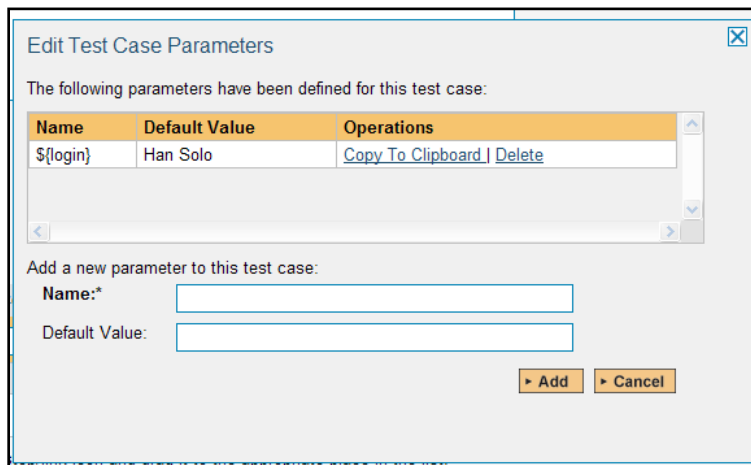 Edit Test Case Parameters
The following parameters have been defined for this test case:
Name Default Value Operations
${login} Han Solo Copy To Clipboard | Delete
Add a new parameter to this test case:
Name:*
Default Value:
Add Cancel